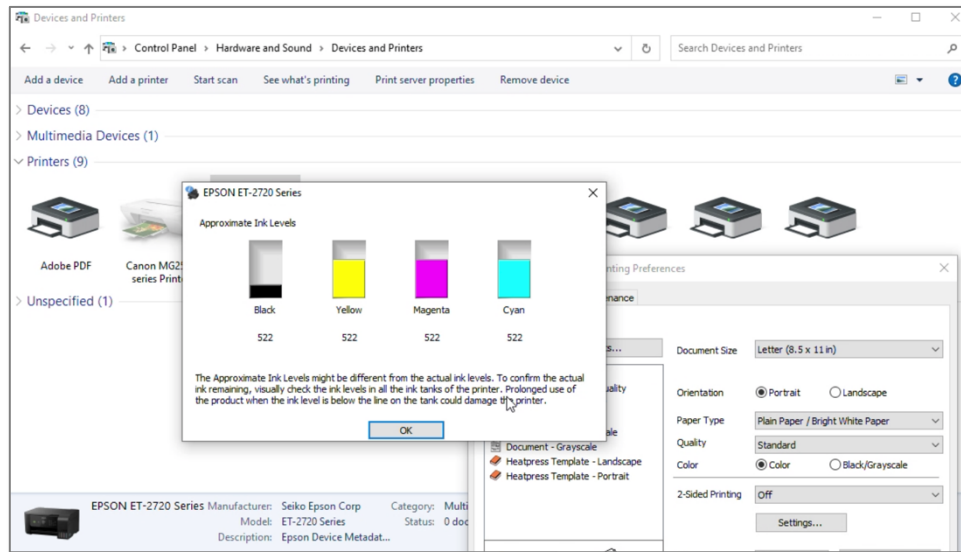 Devices and Printers
Control Panel > Hardware and Sound > Devices and Printers
Search Devices and Printers
Add a device
Add a printer
Start scan
See what's printing
Print server properties
Remove device
Devices (8)
Multimedia Devices (1)
Printers (9)
Adobe PDF
Canon MG25
series Print
Unspecified (1)
EPSON ET-2720 Series
Approximate Ink Levels
Black
Yellow
Magenta
Cyan
522
522
522
522
The Approximate Ink Levels might be different from the actual ink levels. To confirm the actual
ink remaining, visually check the ink levels in all the ink tanks of the printer. Prolonged use of
the product when the ink level is below the line on the tank could damage the printer.
OK
nting Preferences
nance
s...
Document Size
Letter (8.5 x 11 in)
Orientation
Portrait
Landscape
Paper Type
Plain Paper / Bright White Paper
Quality
Standard
Color
Color
Black/Grayscale
2-Sided Printing
Off
Settings...
uality
ale
Document - Grayscale
Heatpress Template - Landscape
Heatpress Template - Portrait
EPSON ET-2720 Series
Manufacturer: Seiko Epson Corp
Model: ET-2720 Series
Description: Epson Device Metadat...
Category: Multi
Status: 0 doc